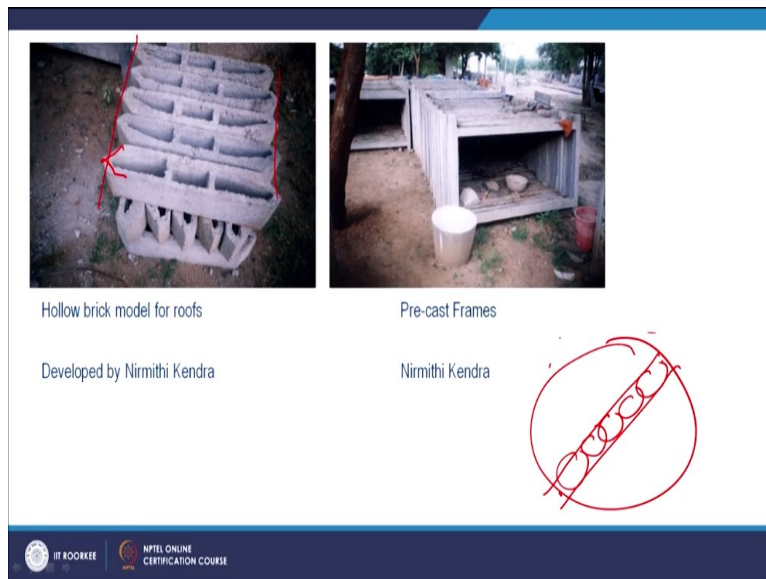 Hollow brick model for roofs
Pre-cast Frames
Developed by Nirmithi Kendra
Nirmithi Kendra
IIT ROORKEE
NPTEL
NPTEL ONLINE
CERTIFICATION COURSE